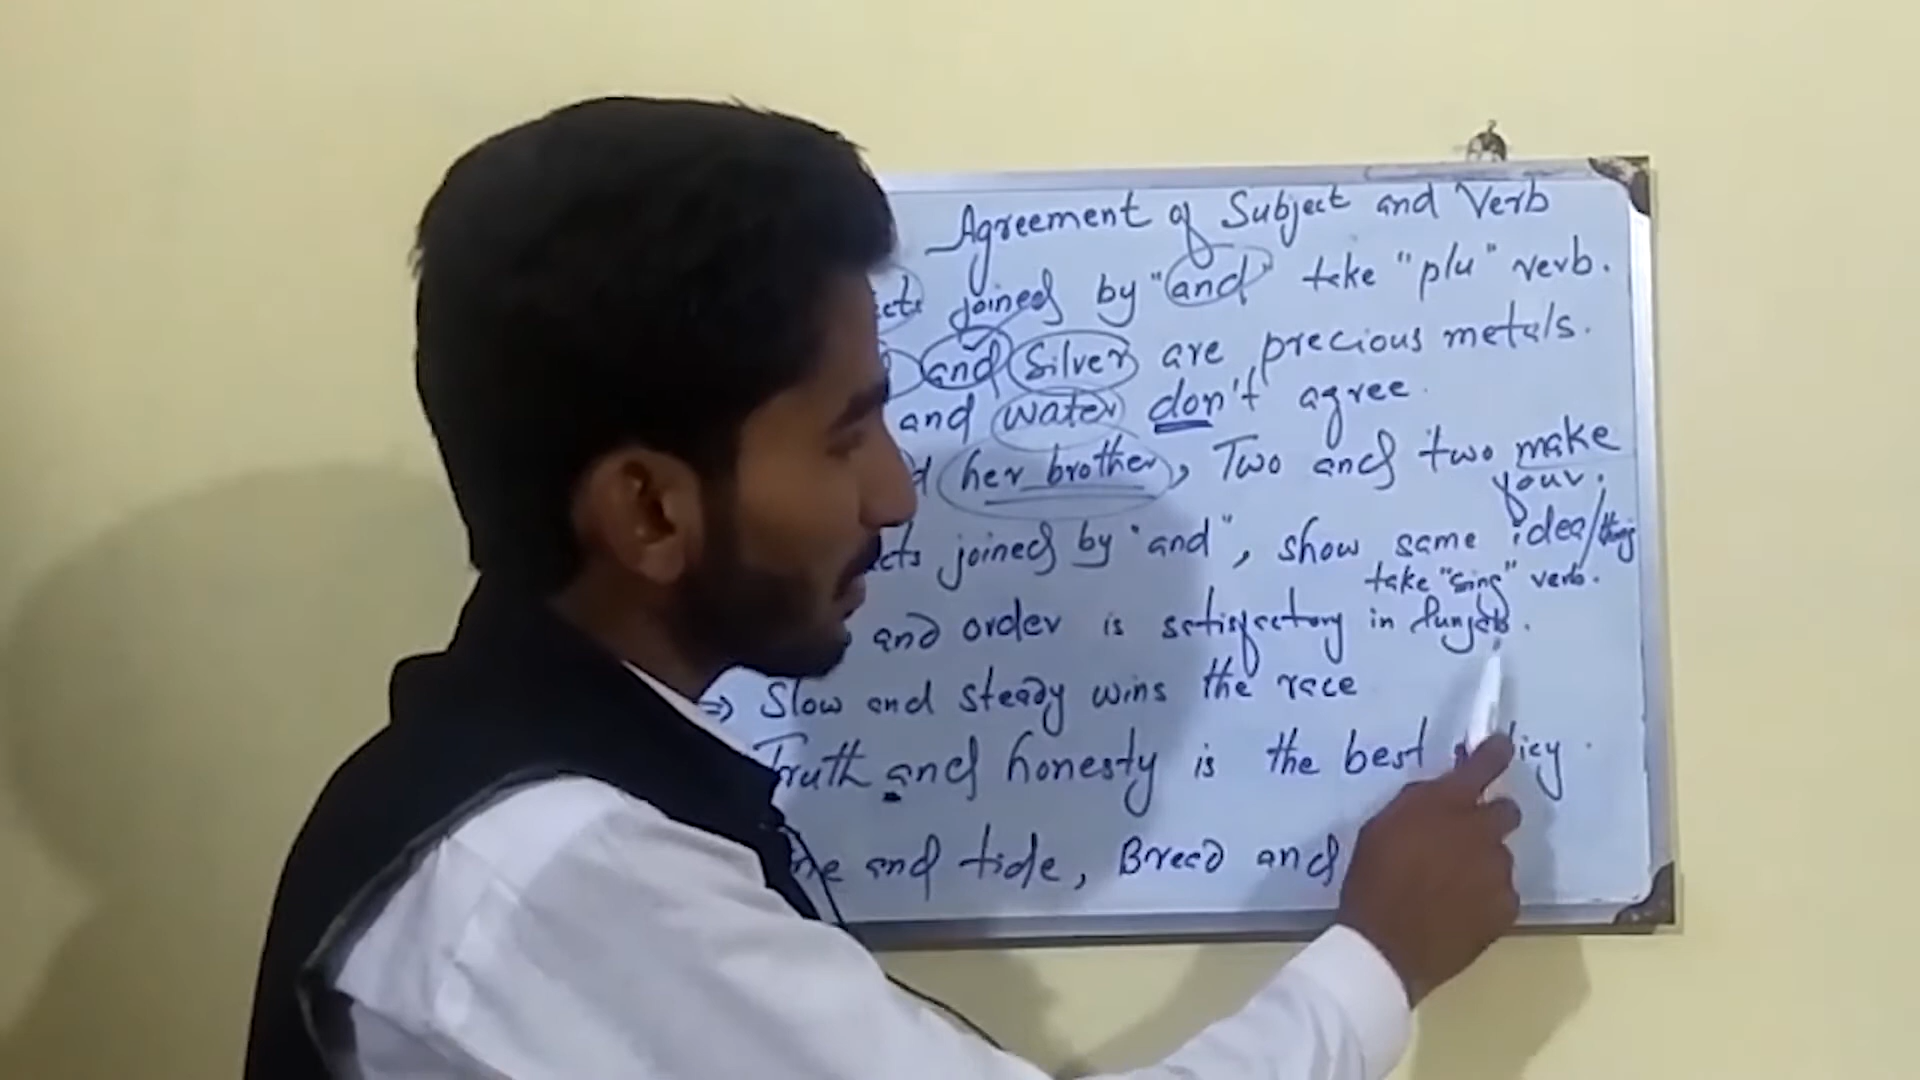 Agreement of Subject and Verb
joined by "and" take "plu" verb.
and Silver are precious metals.
and water don't agree.
her brother, Two and two make
your.
joined by "and", show same idea/thing
take "sing" verb.
and order is satisfactory in Punjab.
⇒ Slow and steady wins the race
Truth and honesty is the best
and tide, Bread and